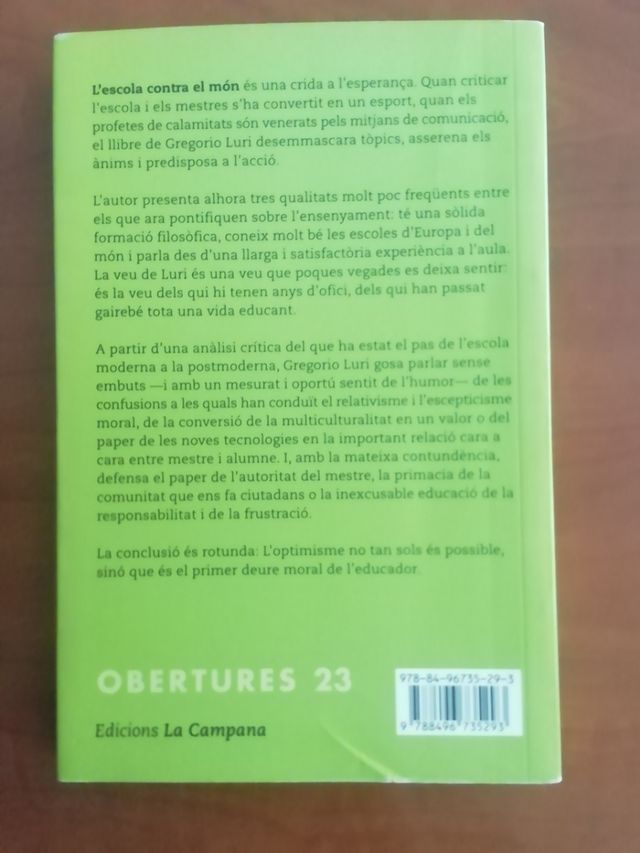 L'escola contra el món és una crida a l'esperança. Quan criticar
l'escola i els mestres s'ha convertit en un esport, quan els
profetes de calamitats són venerats pels mitjans de comunicació,
el llibre de Gregorio Luri desemmascara tòpics, asserena els
ànims i predisposa a l'acció.
L'autor presenta alhora tres qualitats molt poc freqüents entre
els que ara pontifiquen sobre l'ensenyament: té una sòlida
formació filosòfica, coneix molt bé les escoles d'Europa i del
món i parla des d'una llarga i satisfactòria experiència a l'aula.
La veu de Luri és una veu que poques vegades es deixa sentir:
és la veu dels qui hi tenen anys d'ofici, dels qui han passat
gairebé tota una vida educant.
A partir d'una anàlisi crítica del que ha estat el pas de l'escola
moderna a la postmoderna, Gregorio Luri gosa parlar sense
embuts —i amb un mesurat i oportú sentit de l'humor— de les
confusions a les quals han conduït el relativisme i l'escepticisme
moral, de la conversió de la multiculturalitat en un valor o del
paper de les noves tecnologies en la important relació cara a
cara entre mestre i alumne. I, amb la mateixa contundència,
defensa el paper de l'autoritat del mestre, la primacia de la
comunitat que ens fa ciutadans o la inexcusable educació de la
responsabilitat i de la frustració.
La conclusió és rotunda: L'optimisme no tan sols és possible,
sinó que és el primer deure moral de l'educador.
OBERTURES 23
Edicions La Campana
978-84-96735-29-3
9 788496 735293